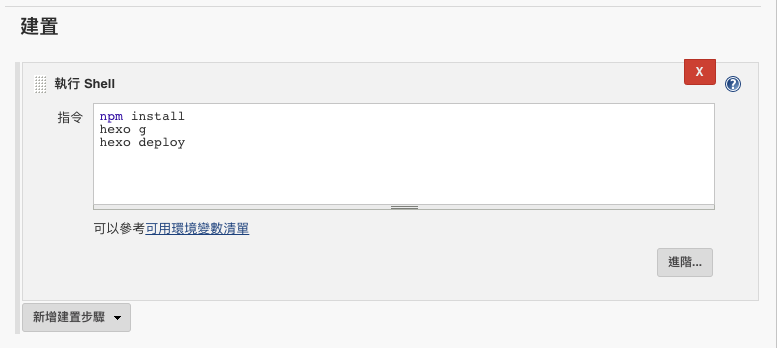 建置
執行 Shell
X
?
指令
npm install
hexo g
hexo deploy
可以參考可用環境變數清單
進階...
新增建置步驟